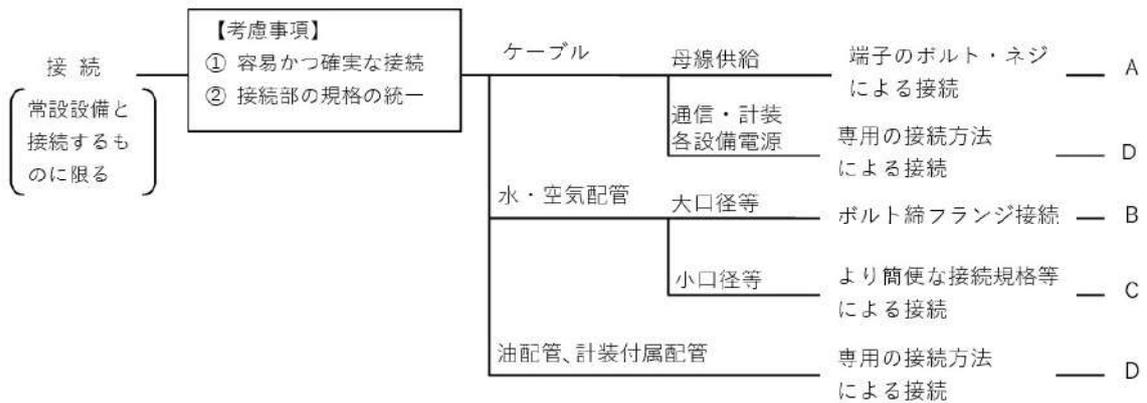 接 続
常設設備と
接続するも
のに限る
【考慮事項】
① 容易かつ確実な接続
② 接続部の規格の統一
ケーブル
母線供給
端子のボルト・ネジ
による接続
A
通信・計装
各設備電源
専用の接続方法
による接続
D
水・空気配管
大口径等
ボルト締フランジ接続
B
小口径等
より簡便な接続規格等
による接続
C
油配管、計装付属配管
専用の接続方法
による接続
D